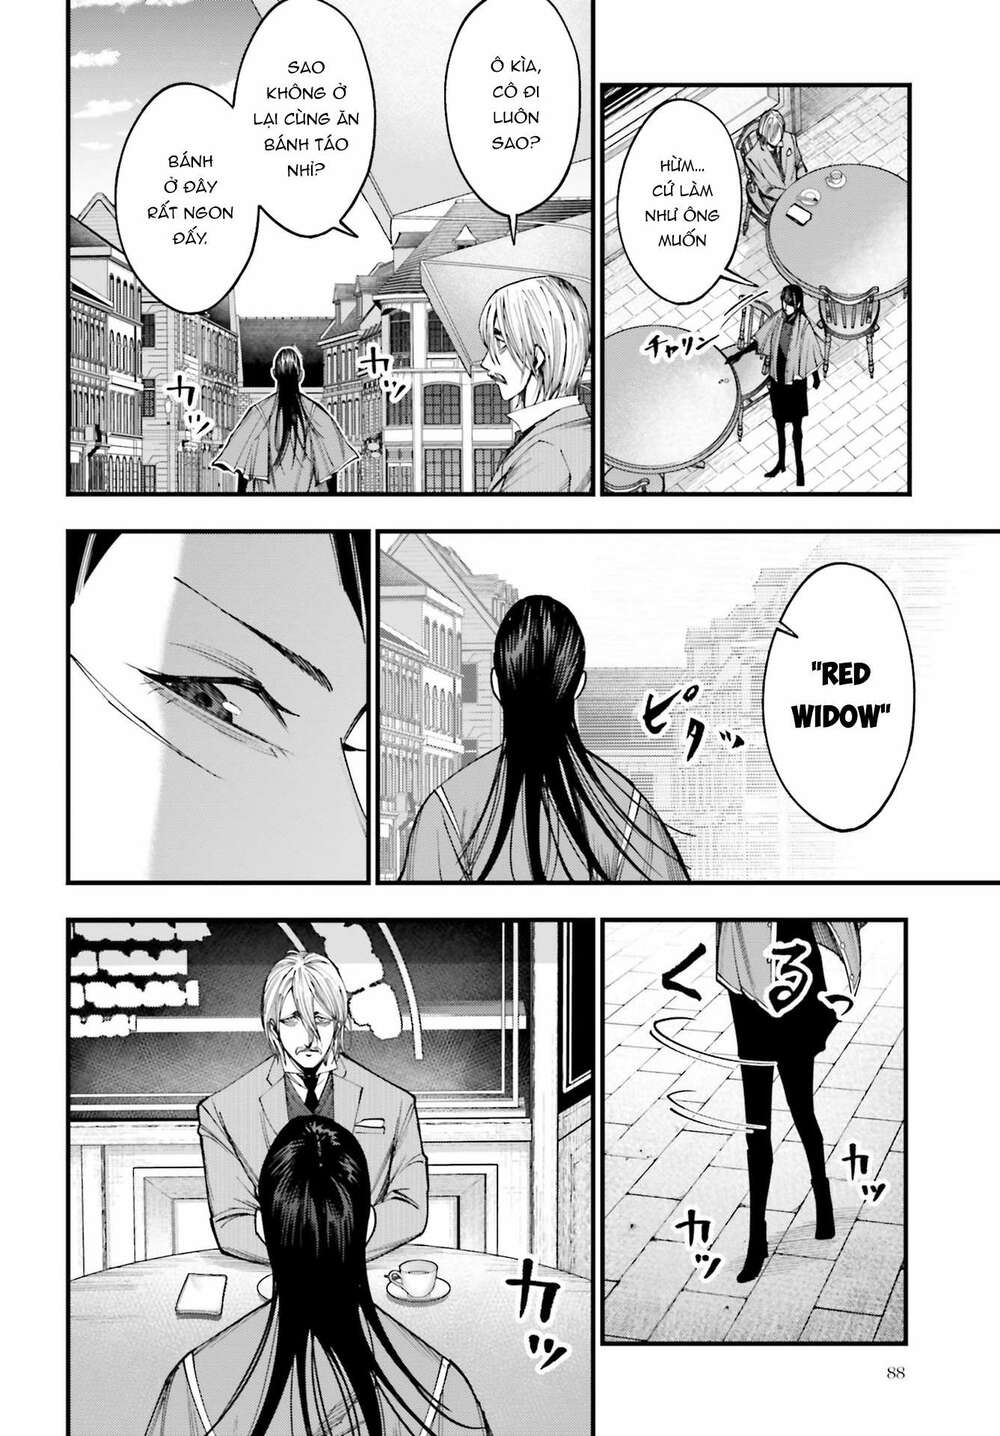 HỪM...
CỨ LÀM
NHƯ ÔNG
MUỐN
チャリン
Ô KÌA,
CÔ ĐI
LUÔN
SAO?
SAO
KHÔNG Ở
LẠI CÙNG ĂN
BÁNH TÁO
NHỈ?
BÁNH
Ở ĐÂY
RẤT NGON
ĐẤY.
カッ
カッ
"RED
WIDOW"
ピタッ
くるっ
カッ
カッ
カッ
88